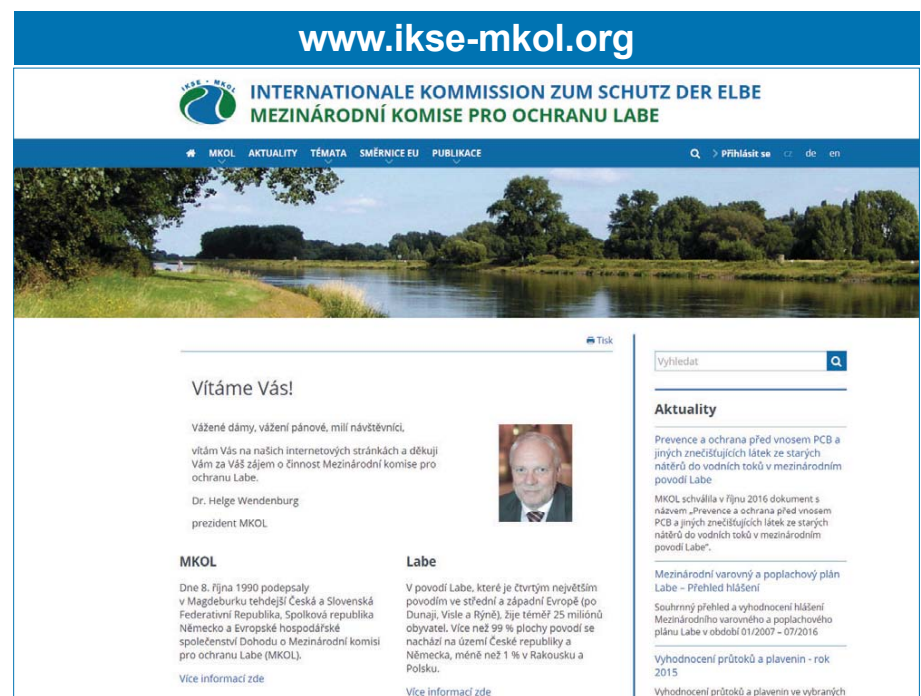 www.ikse-mkol.org
IKSE • MKOL
INTERNATIONALE KOMMISSION ZUM SCHUTZ DER ELBE
MEZINÁRODNÍ KOMISE PRO OCHRANU LABE
MKOL AKTUALITY TÉMATA SMĚRNICE EU PUBLIKACE > Přihlásit se cz de en
Tisk
Vítáme Vás!
Vážené dámy, vážení pánové, milí návštěvníci,
vítám Vás na našich internetových stránkách a děkuji
Vám za Váš zájem o činnost Mezinárodní komise pro
ochranu Labe.
Dr. Helge Wendenburg
prezident MKOL
MKOL
Dne 8. října 1990 podepsaly
v Magdeburku tehdejší Česká a Slovenská
Federativní Republika, Spolková republika
Německo a Evropské hospodářské
společenství Dohodu o Mezinárodní komisi
pro ochranu Labe (MKOL).
Více informací zde
Labe
V povodí Labe, které je čtvrtým největším
povodím ve střední a západní Evropě (po
Dunaji, Visle a Rýně), žije téměř 25 miliónů
obyvatel. Více než 99 % plochy povodí se
nachází na území České republiky a
Německa, méně než 1 % v Rakousku a
Polsku.
Více informací zde
Vyhledat
Aktuality
Prevence a ochrana před vnosem PCB a
jiných znečišťujících látek ze starých
nátěrů do vodních toků v mezinárodním
povodí Labe
MKOL schválila v říjnu 2016 dokument s
názvem „Prevence a ochrana před vnosem
PCB a jiných znečišťujících látek ze starých
nátěrů do vodních toků v mezinárodním
povodí Labe".
Mezinárodní varovný a poplachový plán
Labe – Přehled hlášení
Souhrnný přehled a vyhodnocení hlášení
Mezinárodního varovného a poplachového
plánu Labe v období 01/2007 – 07/2016
Vyhodnocení průtoků a plavenin - rok
2015
Vyhodnocení průtoků a plavenin ve vybraných